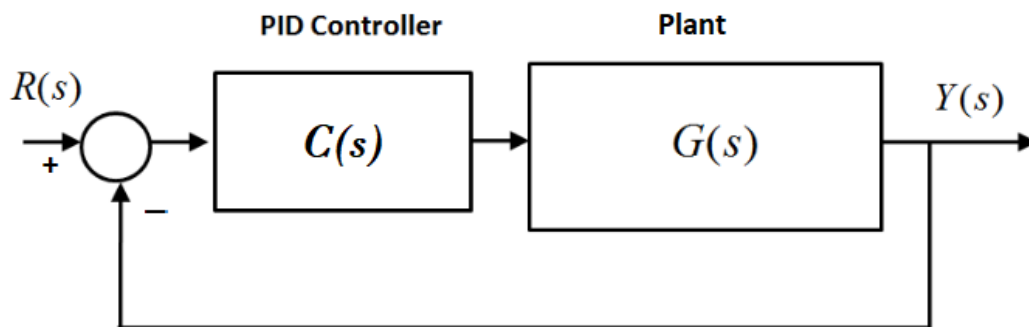 PID Controller
Plant
R(s)
C(s)
G(s)
Y(s)
+
−